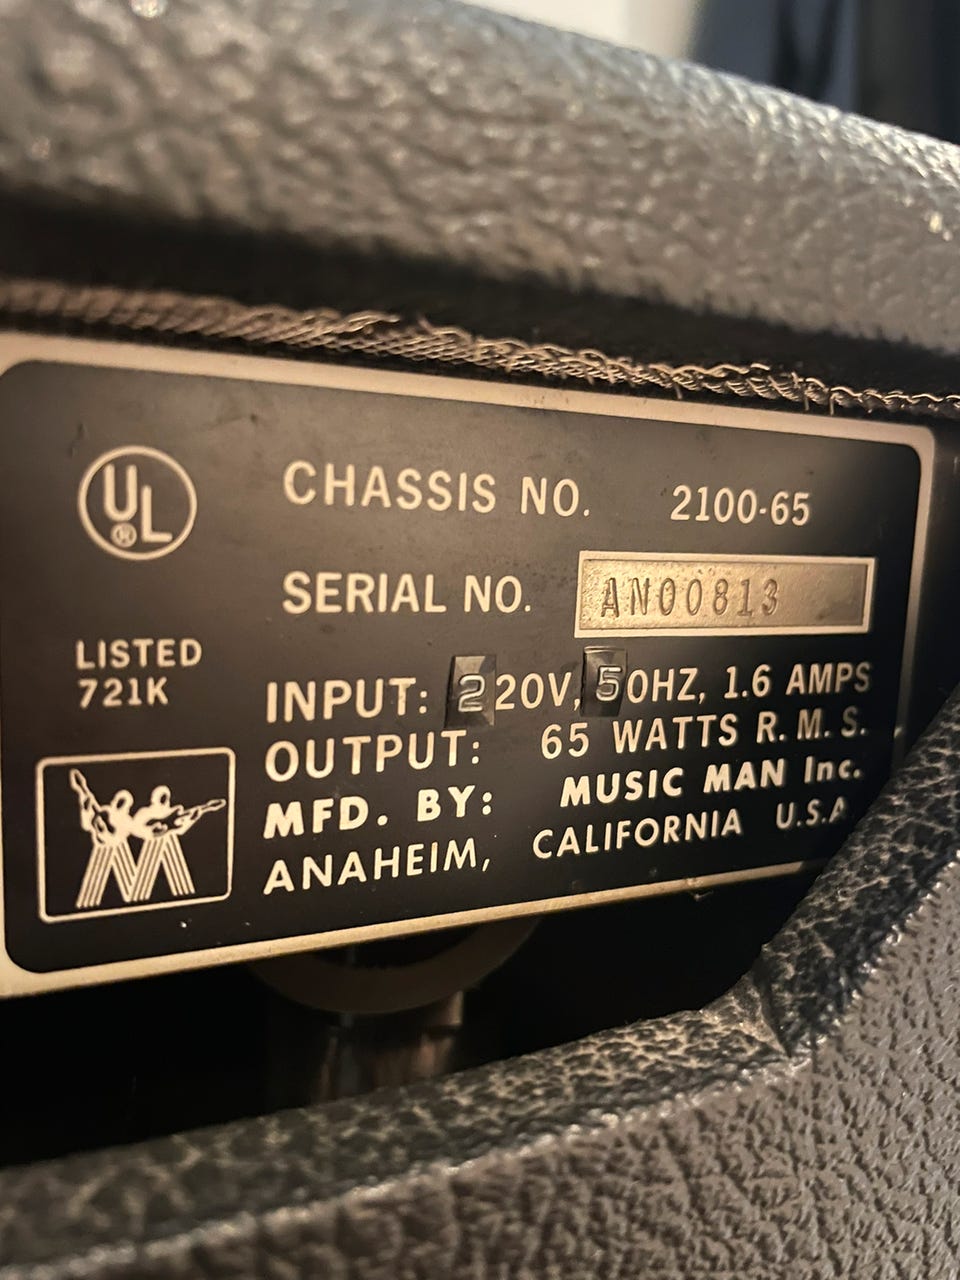 UL®
CHASSIS NO. 2100-65
SERIAL NO. AN00813
LISTED
721K
INPUT: 220V, 50HZ, 1.6 AMPS
OUTPUT: 65 WATTS R. M. S.
MFD. BY: MUSIC MAN Inc.
ANAHEIM, CALIFORNIA U.S.A